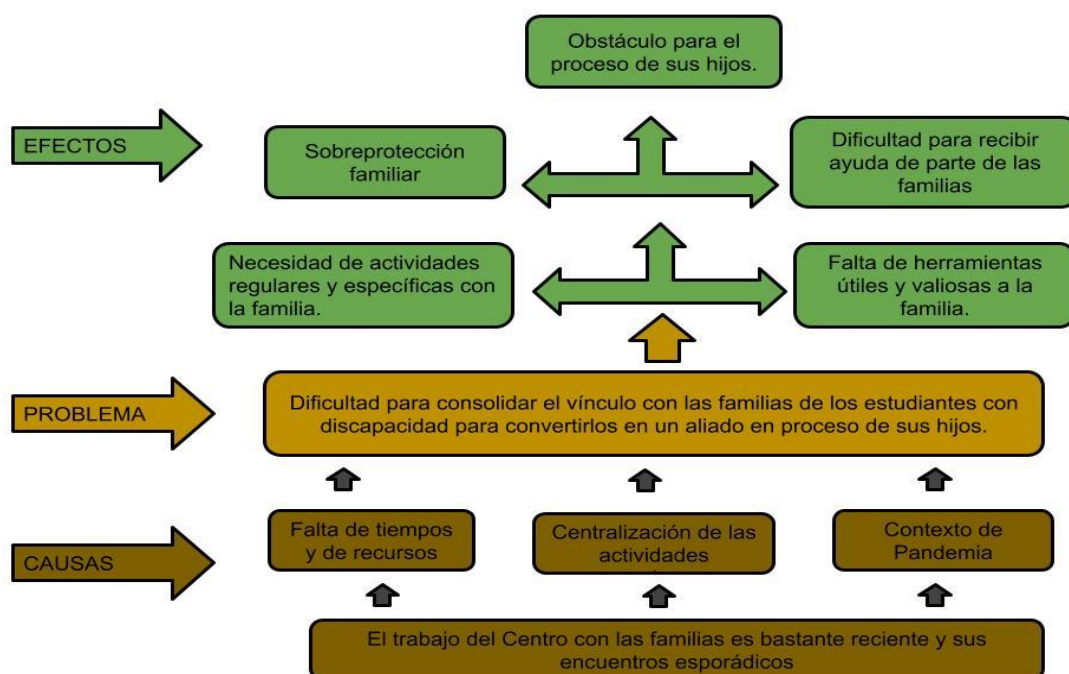 Obstáculo para el
proceso de sus hijos.
EFECTOS
Sobreprotección
familiar
Dificultad para recibir
ayuda de parte de las
familias
Necesidad de actividades
regulares y específicas con
la familia.
Falta de herramientas
útiles y valiosas a la
familia.
PROBLEMA
Dificultad para consolidar el vínculo con las familias de los estudiantes con
discapacidad para convertirlos en un aliado en proceso de sus hijos.
CAUSAS
Falta de tiempos
y de recursos
Centralización de las
actividades
Contexto de
Pandemia
El trabajo del Centro con las familias es bastante reciente y sus
encuentros esporádicos